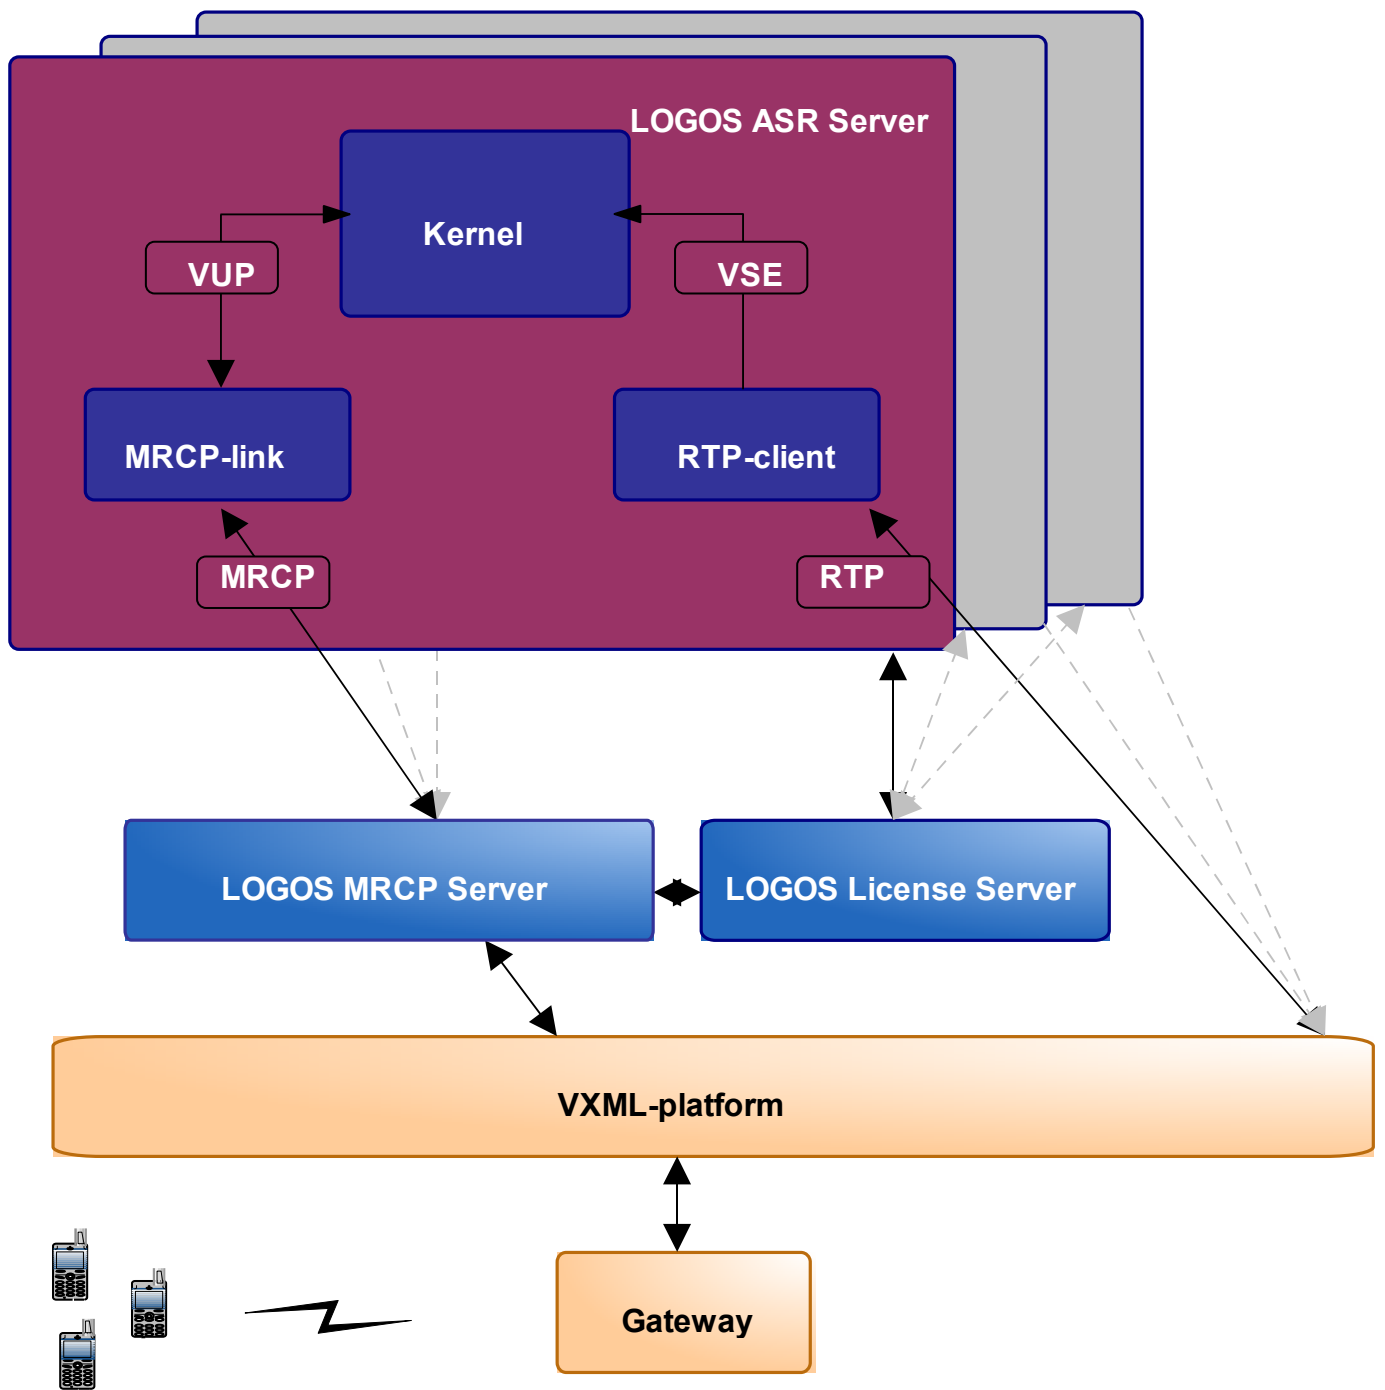 LOGOS ASR Server
Kernel
VUP
VSE
MRCP-link
RTP-client
MRCP
RTP
LOGOS MRCP Server
LOGOS License Server
VXML-platform
Gateway